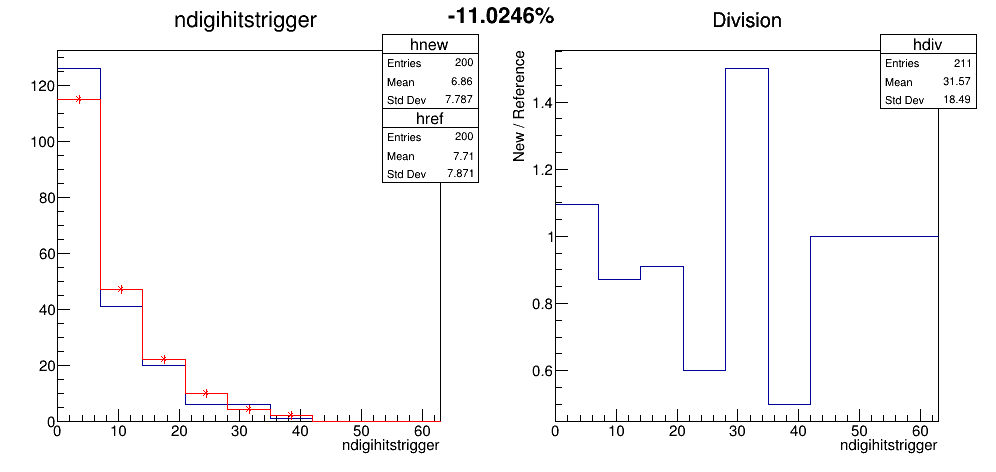 ndigihitstrigger
-11.0246%
Division
hnew
Entries 200
Mean 6.86
Std Dev 7.787
href
Entries 200
Mean 7.71
Std Dev 7.871
120
100
80
60
40
20
0
0 10 20 30 40 50 60
ndigihitstrigger
hdiv
Entries 211
Mean 31.57
Std Dev 18.49
New / Reference
1.4
1.2
1
0.8
0.6
0 10 20 30 40 50 60
ndigihitstrigger